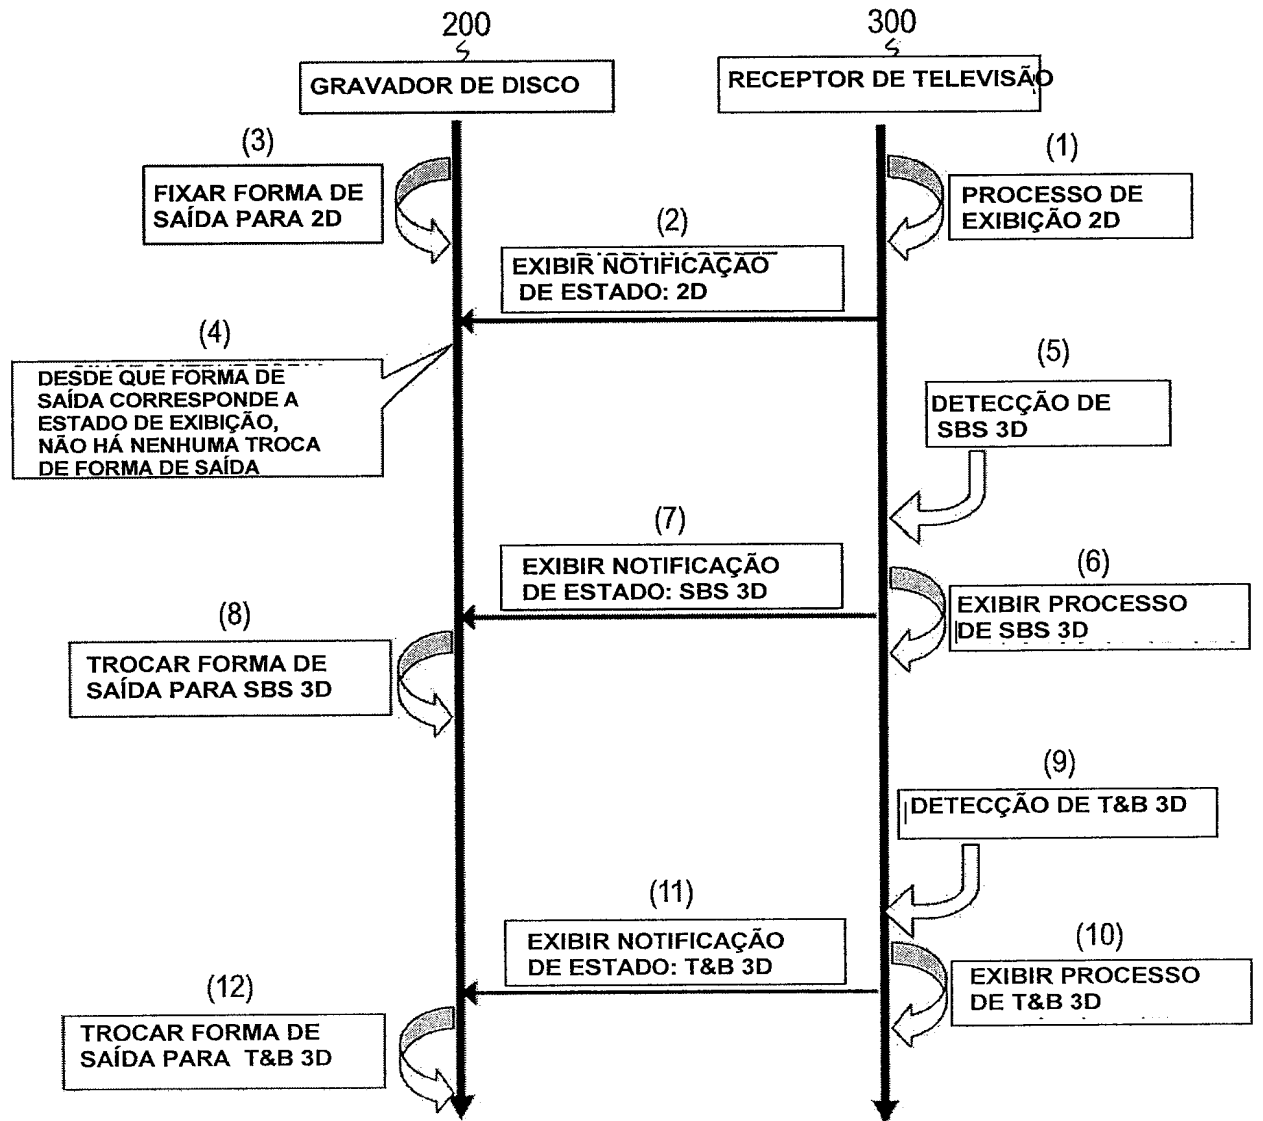 200
300
GRAVADOR DE DISCO
RECEPTOR DE TELEVISÃO
(3)
FIXAR FORMA DE
SAÍDA PARA 2D
(1)
PROCESSO DE
EXIBIÇÃO 2D
(2)
EXIBIR NOTIFICAÇÃO
DE ESTADO: 2D
(4)
DESDE QUE FORMA DE
SAÍDA CORRESPONDE A
ESTADO DE EXIBIÇÃO,
NÃO HÁ NENHUMA TROCA
DE FORMA DE SAÍDA
(5)
DETECÇÃO DE
SBS 3D
(7)
EXIBIR NOTIFICAÇÃO
DE ESTADO: SBS 3D
(6)
EXIBIR PROCESSO
DE SBS 3D
(8)
TROCAR FORMA DE
SAÍDA PARA SBS 3D
(9)
DETECÇÃO DE T&B 3D
(11)
EXIBIR NOTIFICAÇÃO
DE ESTADO: T&B 3D
(10)
EXIBIR PROCESSO
DE T&B 3D
(12)
TROCAR FORMA DE
SAÍDA PARA T&B 3D